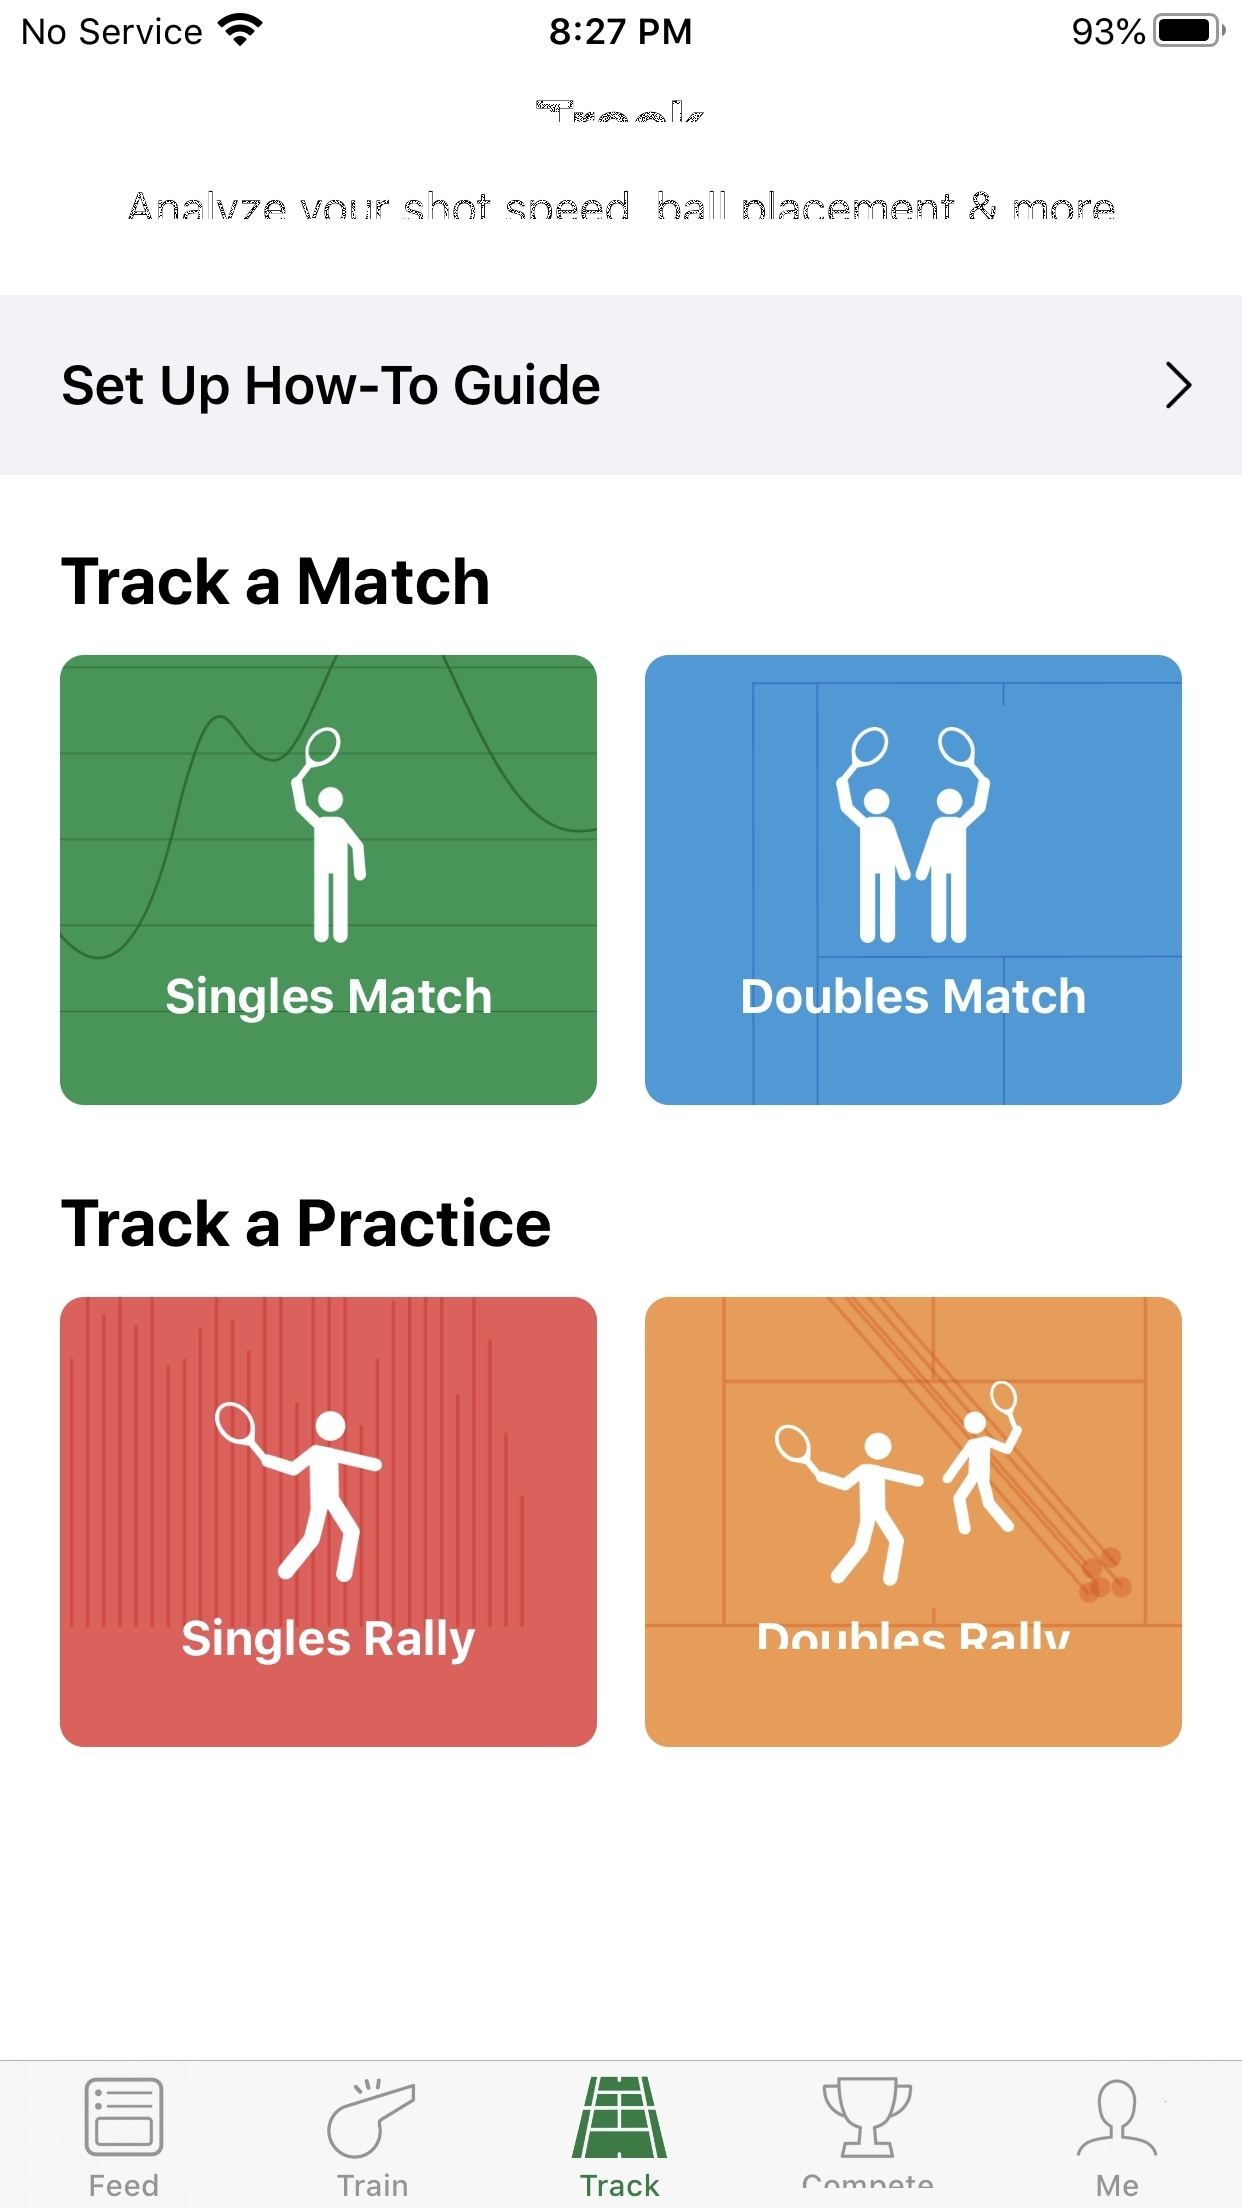 No Service 8:27 PM 93%
Track
Analyze your shot speed, ball placement & more
Set Up How-To Guide
Track a Match
Singles Match Doubles Match
Track a Practice
Singles Rally Doubles Rally
Feed Train Track Compete Me